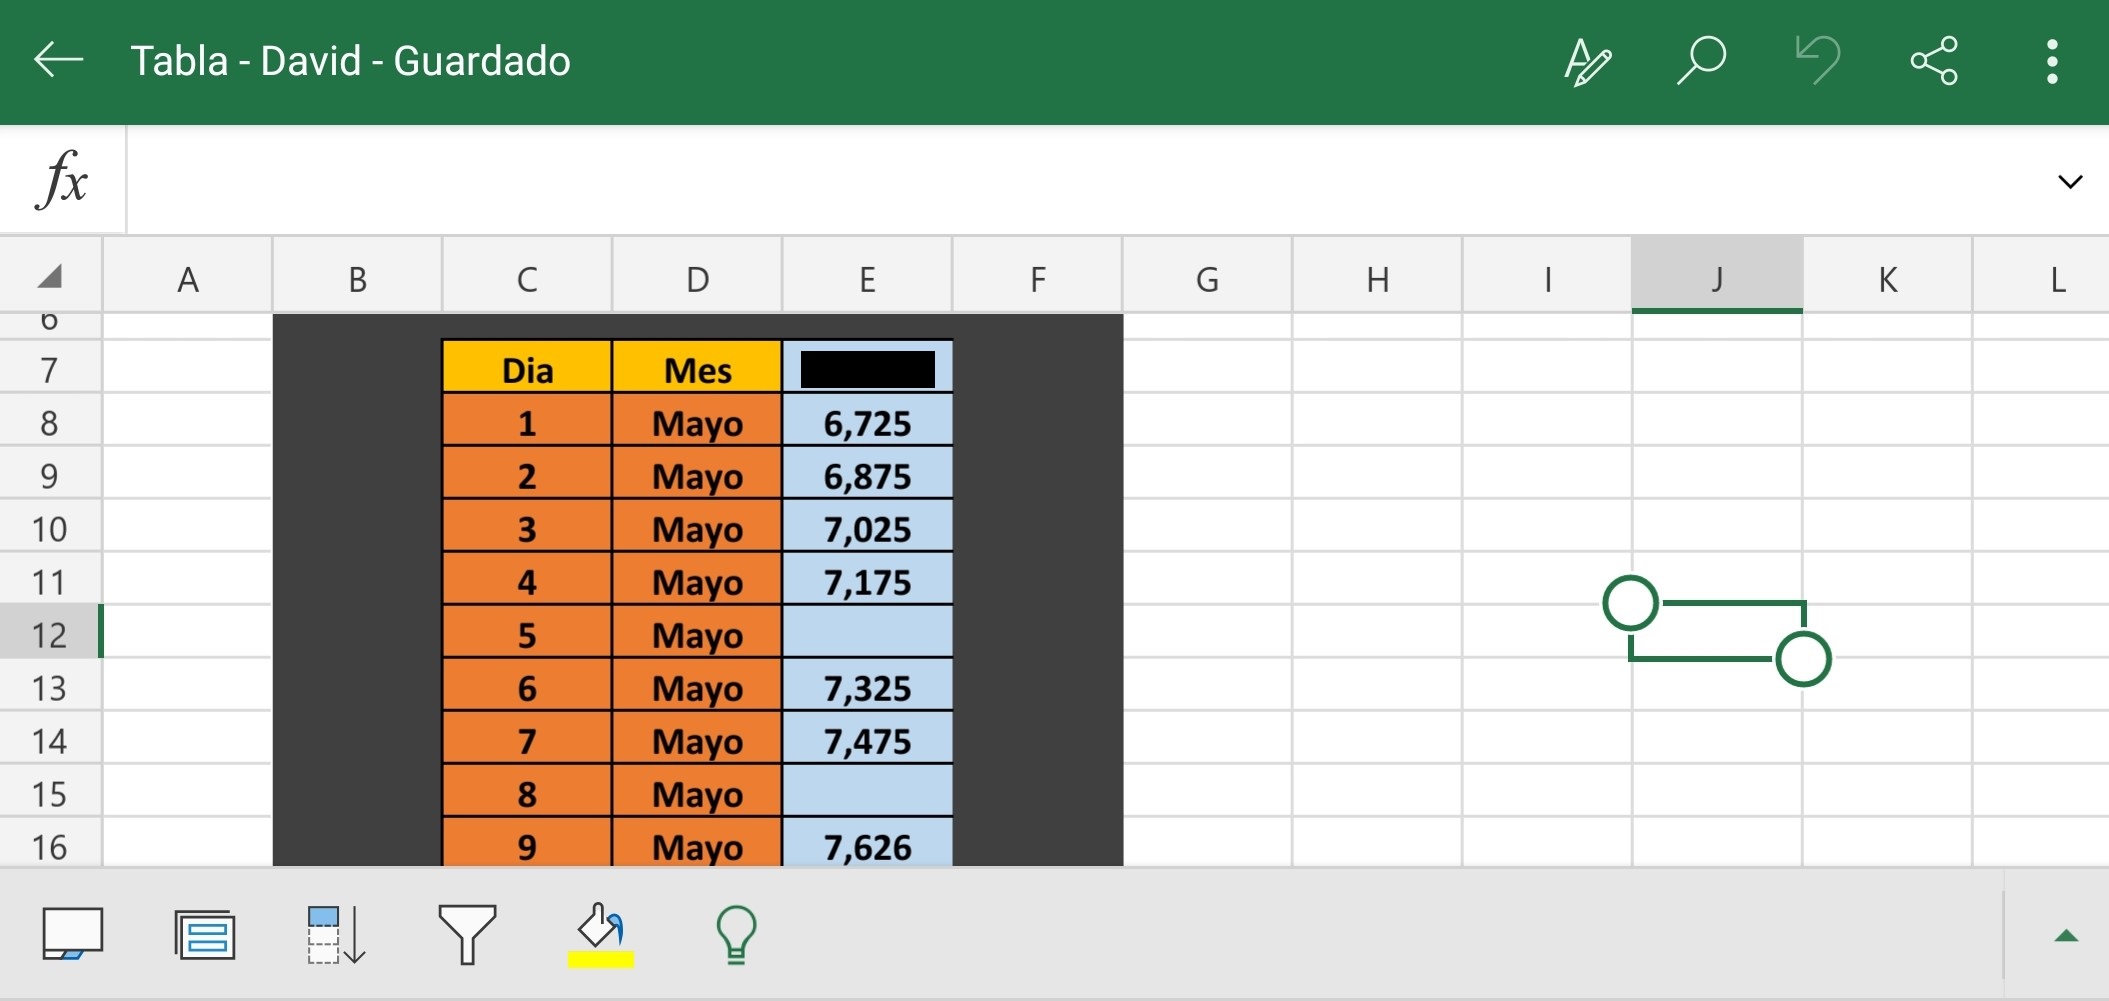 Tabla - David - Guardado
fx
A B C D E F G H I J K L
6
7 Dia Mes
8 1 Mayo 6,725
9 2 Mayo 6,875
10 3 Mayo 7,025
11 4 Mayo 7,175
12 5 Mayo
13 6 Mayo 7,325
14 7 Mayo 7,475
15 8 Mayo
16 9 Mayo 7,626